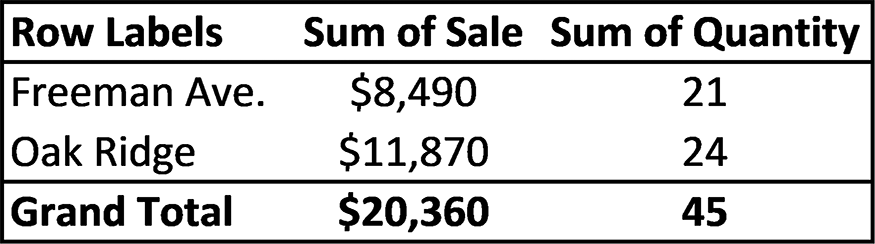 Row Labels Sum of Sale Sum of Quantity
Freeman Ave. $8,490 21
Oak Ridge $11,870 24
Grand Total $20,360 45